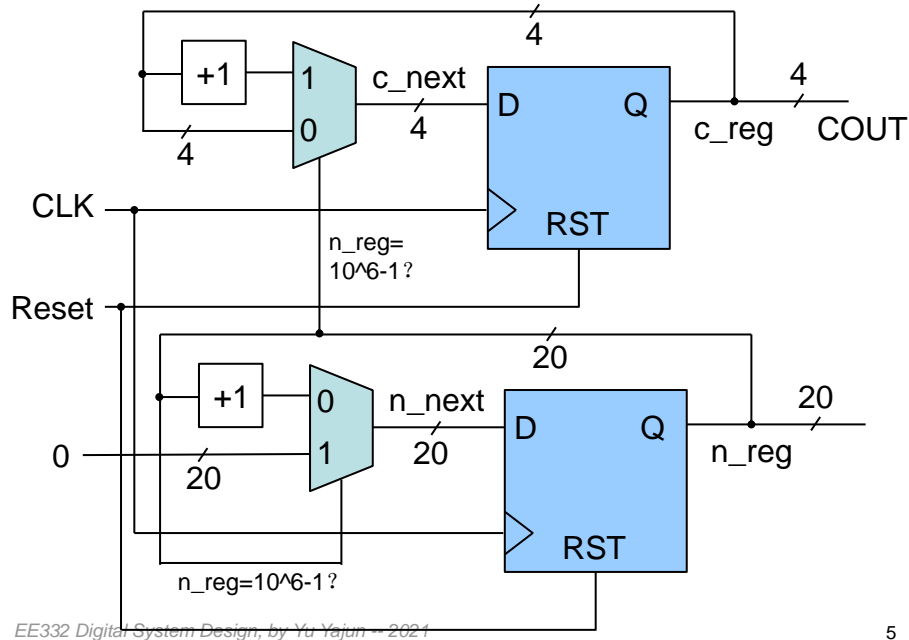 4
+1
1
0
4
c_next
4
D
Q
RST
c_reg
4
COUT
CLK
n_reg=
10^6-1?
Reset
20
+1
0
1
0
20
n_next
20
D
Q
RST
n_reg
20
n_reg=10^6-1?
EE332 Digital System Design, by Yu Yajun -- 2021
5